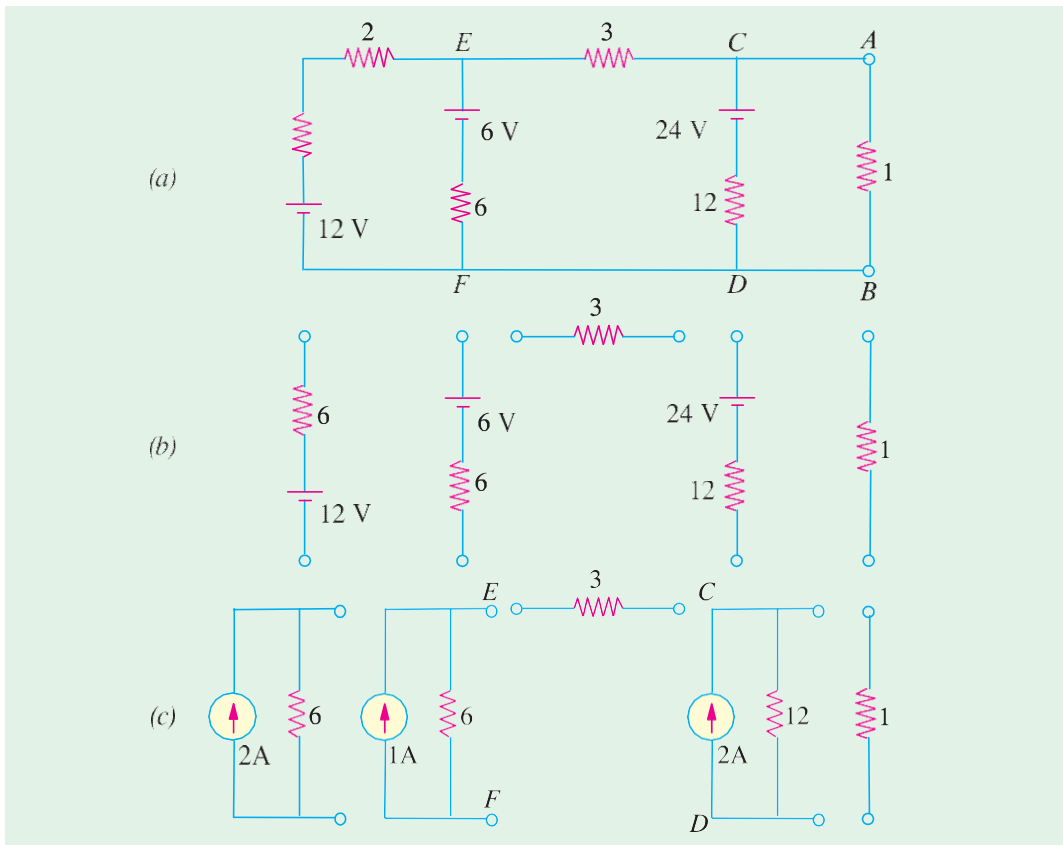 2 E 3 C A
6 V 24 V
(a) 6 12 1
12 V
F D B
3
(b) 6 6 V 24 V 1
12 V 6 12
3
E C
(c) 2A 6 1A 6 2A 12 1
F D